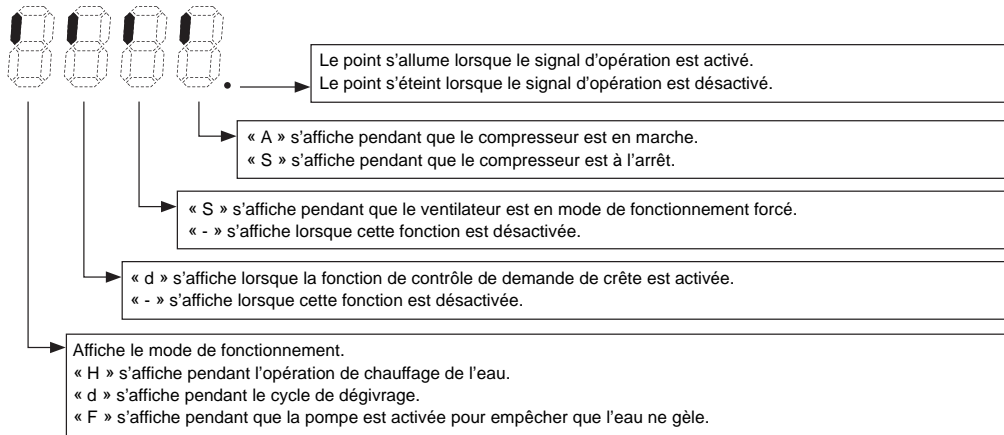 Le point s'allume lorsque le signal d'opération est activé.
Le point s'éteint lorsque le signal d'opération est désactivé.
« A » s'affiche pendant que le compresseur est en marche.
« S » s'affiche pendant que le compresseur est à l'arrêt.
« S » s'affiche pendant que le ventilateur est en mode de fonctionnement forcé.
« - » s'affiche lorsque cette fonction est désactivée.
« d » s'affiche lorsque la fonction de contrôle de demande de crête est activée.
« - » s'affiche lorsque cette fonction est désactivée.
Affiche le mode de fonctionnement.
« H » s'affiche pendant l'opération de chauffage de l'eau.
« d » s'affiche pendant le cycle de dégivrage.
« F » s'affiche pendant que la pompe est activée pour empêcher que l'eau ne gèle.